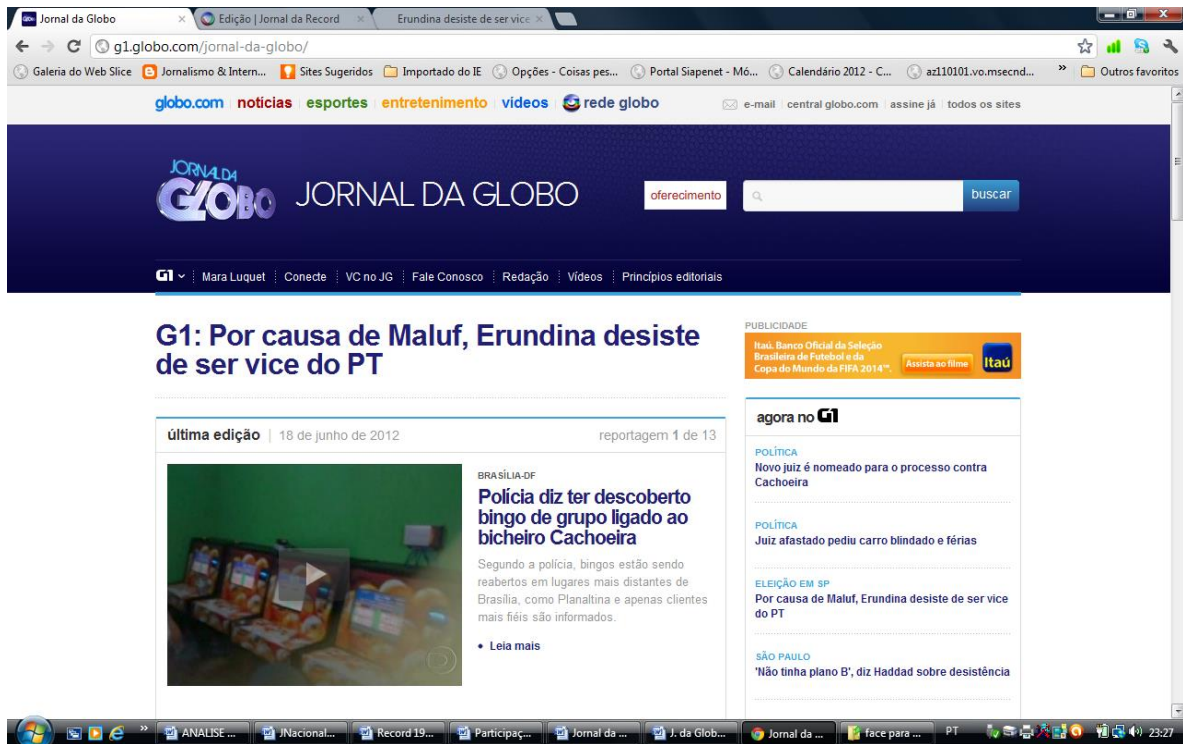 Jornal da Globo
Edição | Jornal da Record
Erundina desiste de ser vice
g1.globo.com/jornal-da-globo/
Galeria do Web Slice Jornalismo & Intern... Sites Sugeridos Importado do IE Opções - Coisas pes... Portal Siapenet - Mó... Calendário 2012 - C... az110101.vo.msecnd... » Outros favoritos
globo.com noticias esportes entretenimento vídeos rede globo e-mail central globo.com assine já todos os sites
JORNAL DA GLOBO
JORNAL DA GLOBO
oferecimento
buscar
G1 Mara Luquet Conecte VC no JG Fale Conosco Redação Vídeos Princípios editoriais
G1: Por causa de Maluf, Erundina desiste
de ser vice do PT
última edição | 18 de junho de 2012 reportagem 1 de 13
BRASÍLIA-DF
Polícia diz ter descoberto
bingo de grupo ligado ao
bicheiro Cachoeira
Segundo a polícia, bingos estão sendo
reabertos em lugares mais distantes de
Brasília, como Planaltina e apenas clientes
mais fiéis são informados.
• Leia mais
PUBLICIDADE
Itaú. Banco Oficial da Seleção
Brasileira de Futebol e da
Copa do Mundo da FIFA 2014™.
Assista ao filme
Itaú
agora no G1
POLÍTICA
Novo juiz é nomeado para o processo contra
Cachoeira
POLÍTICA
Juiz afastado pediu carro blindado e férias
ELEIÇÃO EM SP
Por causa de Maluf, Erundina desiste de ser vice
do PT
SÃO PAULO
'Não tinha plano B', diz Haddad sobre desistência
» ANALISE ... JNacional... Record 19... Participaç... Jornal da ... J. da Glob... Jornal da ... face para ... PT 23:27